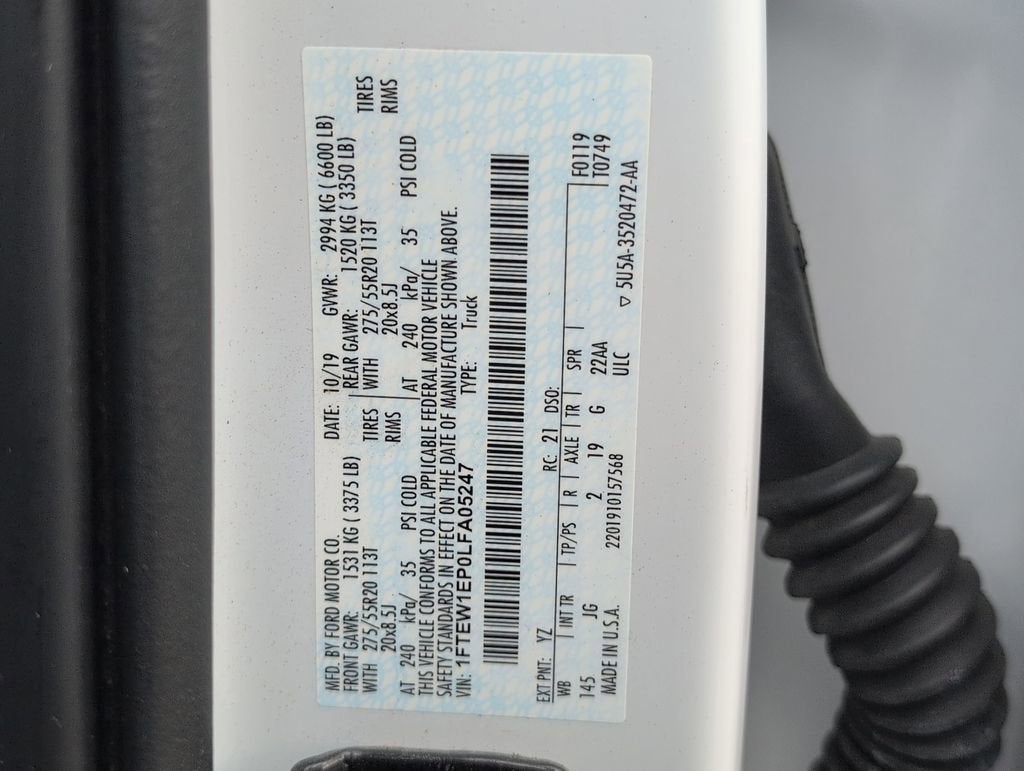 MFD. BY FORD MOTOR CO. DATE: 10/19 GVWR: 2994 KG ( 6600 LB)
FRONT GAWR: 1531 KG ( 3375 LB) REAR GAWR: 1520 KG ( 3350 LB)
WITH 275/55R20 113T TIRES WITH 275/55R20 113T TIRES
20x8.5J RIMS 20x8.5J RIMS
AT 240 kPa/ 35 PSI COLD AT 240 kPa/ 35 PSI COLD
THIS VEHICLE CONFORMS TO ALL APPLICABLE FEDERAL MOTOR VEHICLE
SAFETY STANDARDS IN EFFECT ON THE DATE OF MANUFACTURE SHOWN ABOVE.
VIN: 1FTEW1EP0LFA05247 TYPE: Truck
EXT PNT: YZ RC: 21 DSO: F0119
WB INT TR TP/PS R AXLE TR SPR T0749
145 JG 2 19 G 22AA
MADE IN U.S.A. 220191015​7568 ULC ▽ 5U5A-3520472-AA